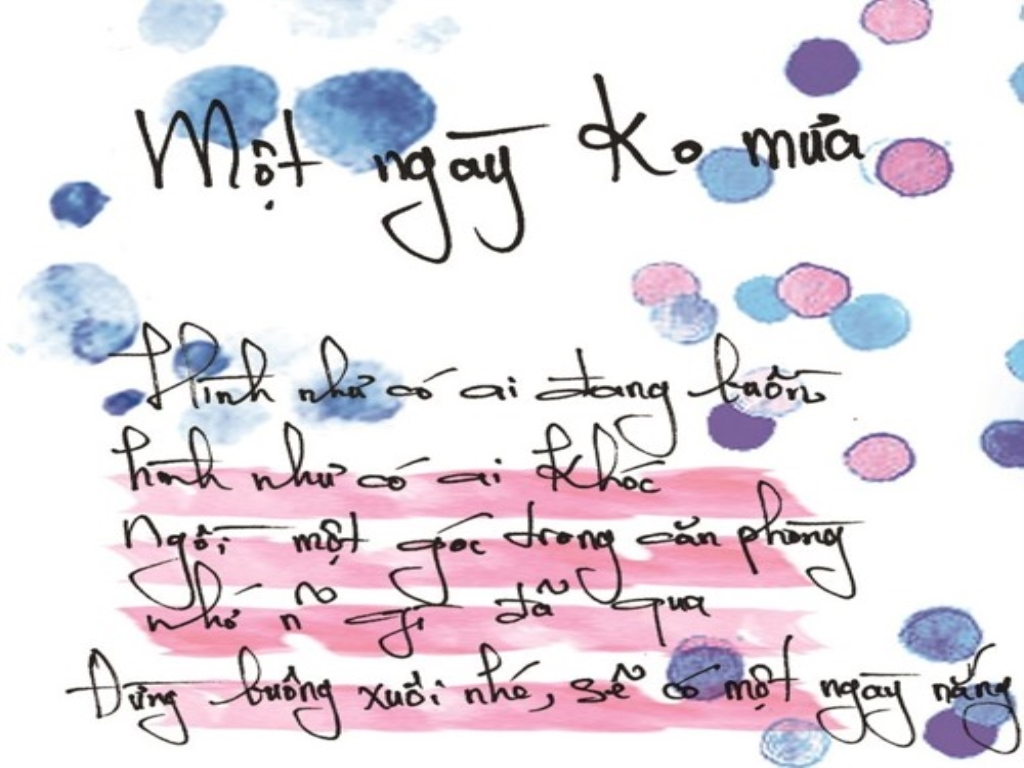 Một ngày Ko mưa
Hình như có ai đang buồn
hình như có ai khóc
Ngồi một góc trong căn phòng
nhớ n~ gì đã qua
Đừng buông xuôi nhé, sẽ có một ngày nắng